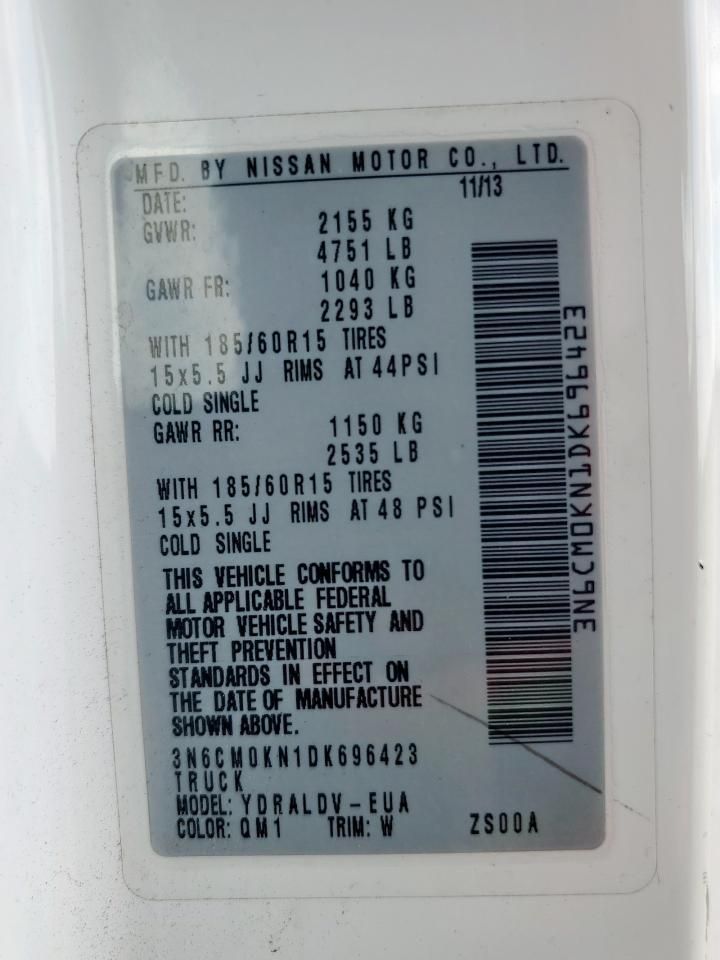 MFD. BY NISSAN MOTOR CO., LTD.
DATE: 11/13
GVWR: 2155 KG
4751 LB
GAWR FR: 1040 KG
2293 LB
WITH 185/60R15 TIRES
15x5.5 JJ RIMS AT 44PSI
COLD SINGLE
GAWR RR: 1150 KG
2535 LB
WITH 185/60R15 TIRES
15x5.5 JJ RIMS AT 48 PSI
COLD SINGLE
THIS VEHICLE CONFORMS TO
ALL APPLICABLE FEDERAL
MOTOR VEHICLE SAFETY AND
THEFT PREVENTION
STANDARDS IN EFFECT ON
THE DATE OF MANUFACTURE
SHOWN ABOVE.
3N6CM0KN1DK696423
TRUCK
MODEL: YDRALDV-EUA
COLOR: QM1 TRIM: W ZS00A
3N6CM0KN1DK696423